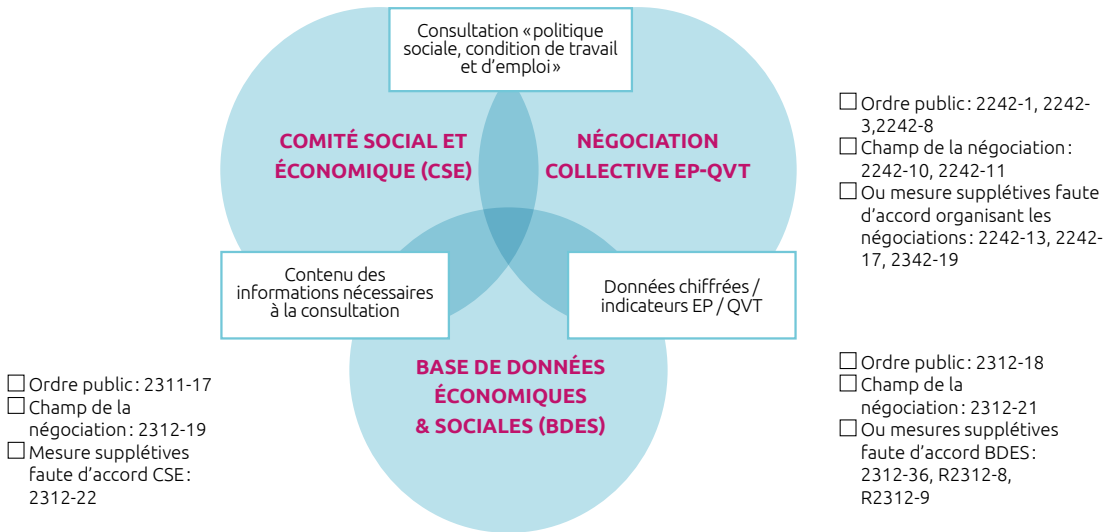 Consultation «politique
sociale, condition de travail
et d'emploi»
COMITÉ SOCIAL ET
ÉCONOMIQUE (CSE)
NÉGOCIATION
COLLECTIVE EP-QVT
Ordre public: 2242-1, 2242-
3,2242-8
Champ de la négociation:
2242-10, 2242-11
Ou mesure supplétives faute
d'accord organisant les
négociations: 2242-13, 2242-
17, 2342-19
Contenu des
informations nécessaires
à la consultation
Données chiffrées /
indicateurs EP / QVT
BASE DE DONNÉES
ÉCONOMIQUES
& SOCIALES (BDES)
Ordre public: 2311-17
Champ de la
négociation: 2312-19
Mesure supplétives
faute d'accord CSE:
2312-22
Ordre public: 2312-18
Champ de la
négociation: 2312-21
Ou mesures supplétives
faute d'accord BDES:
2312-36, R2312-8,
R2312-9